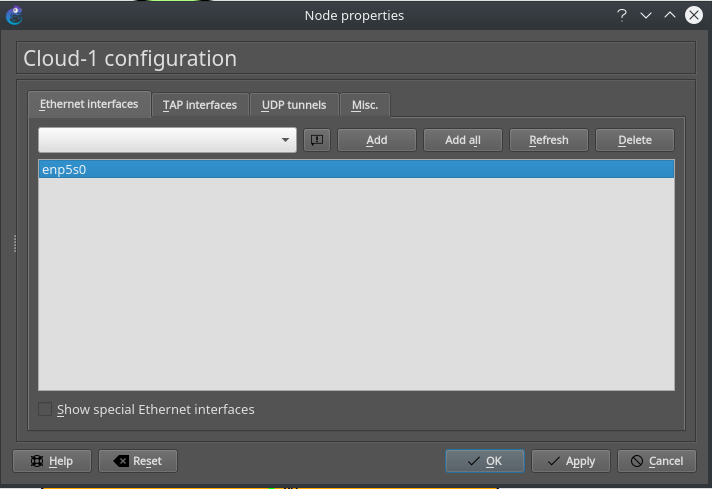 Node properties
?
Cloud-1 configuration
Ethernet interfaces TAP interfaces UDP tunnels Misc.
Add Add all Refresh Delete
enp5s0
Show special Ethernet interfaces
Help Reset OK Apply Cancel